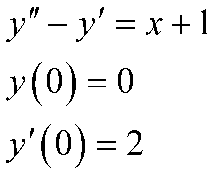 y″ − y′ = x + 1
y(0) = 0
y′(0) = 2